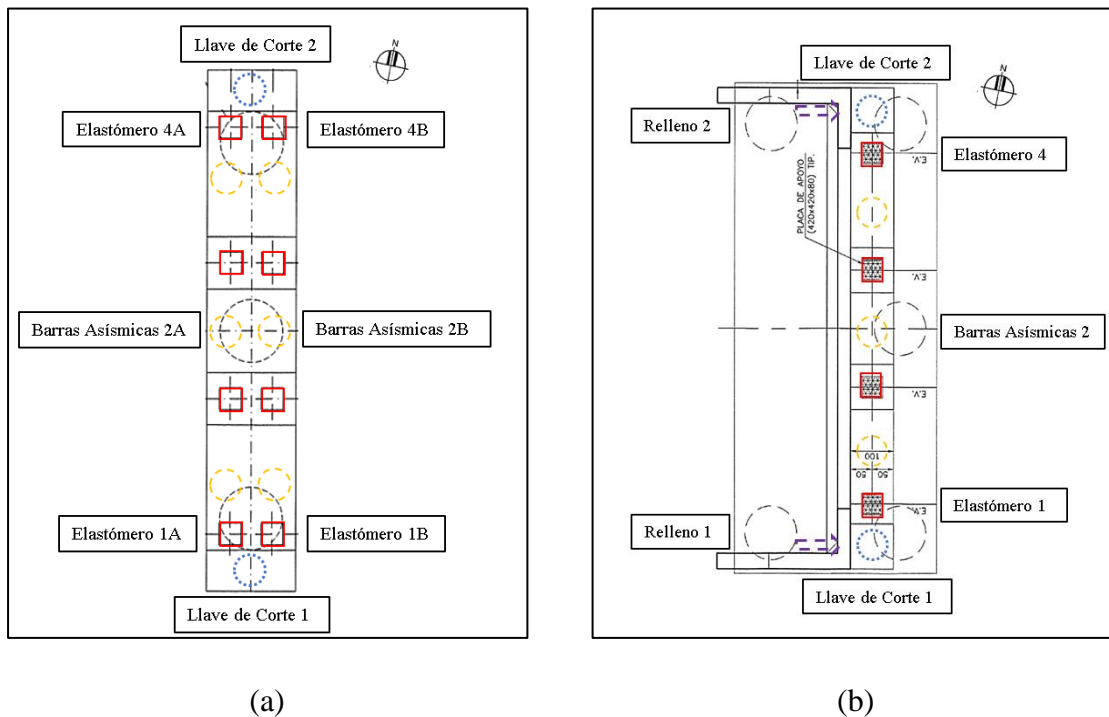 Llave de Corte 2
N
Elastómero 4A
Elastómero 4B
Barras Asísmicas 2A
Barras Asísmicas 2B
Elastómero 1A
Elastómero 1B
Llave de Corte 1
(a)
Llave de Corte 2
N
Relleno 2
PLACA DE APOYO
(420x420x80) TIP.
E.V.
Elastómero 4
E.V.
Barras Asísmicas 2
E.V.
100
50
50
E.V.
Elastómero 1
Relleno 1
Llave de Corte 1
(b)